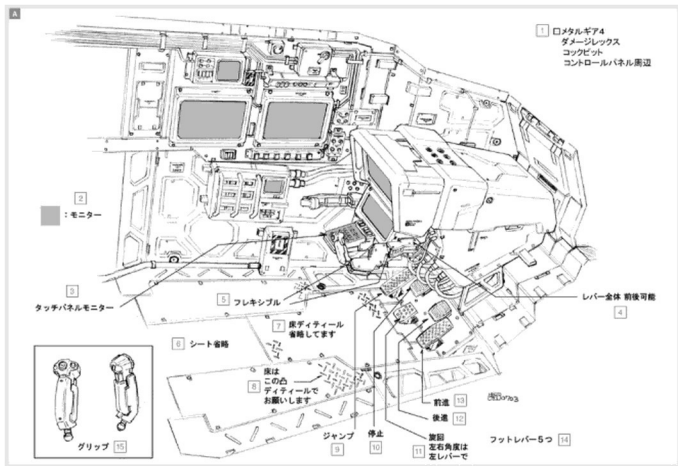 A
1 口メタルギア4
ダメージレックス
コックピット
コントロールパネル周辺
2
：モニター
3
タッチパネルモニター
5 フレキシブル
レバー全体 前後可能
4
7 床ディティール
省略してます
6 シート省略
8 床は
この凸
ディティールで
お願いします
前進 13
後進 12
ジャンプ
9
停止
10
旋回
11 左右角度は
左レバーで
フットレバー5つ 14
グリップ 15